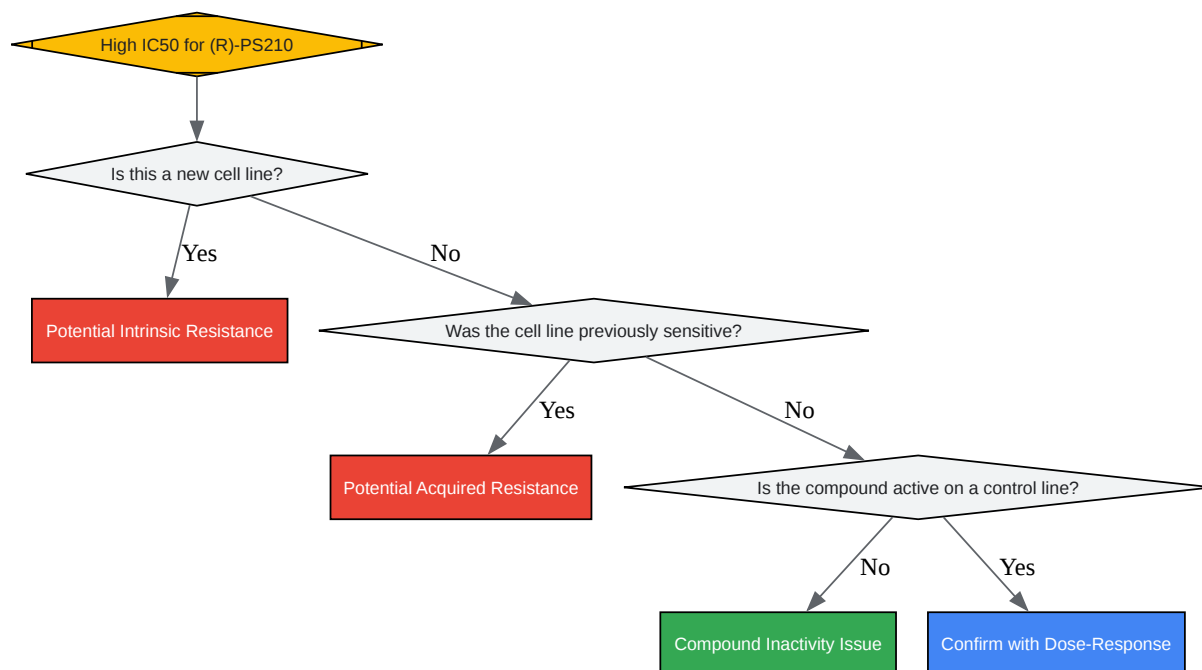 High IC50 for (R)-PS210
Is this a new cell line?
Yes
No
Potential Intrinsic Resistance
Was the cell line previously sensitive?
Yes
No
Potential Acquired Resistance
Is the compound active on a control line?
No
Yes
Compound Inactivity Issue
Confirm with Dose-Response